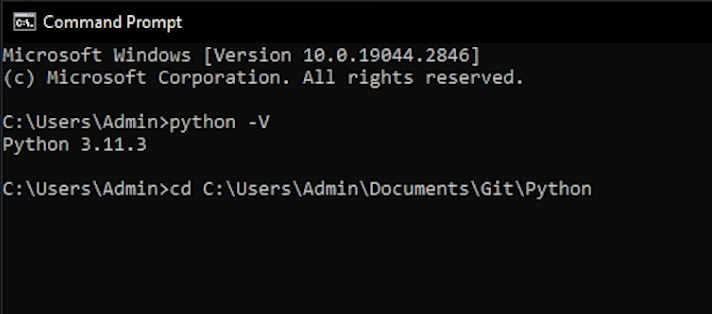 Command Prompt
Microsoft Windows [Version 10.0.19044.2846]
(c) Microsoft Corporation. All rights reserved.
C:\Users\Admin>python -V
Python 3.11.3
C:\Users\Admin>cd C:\Users\Admin\Documents\Git\Python